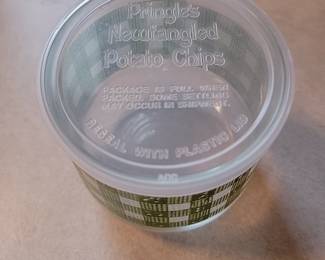 Pringle's
Newfangled
Potato Chips
PACKAGE IS FULL WHEN
PACKED. SOME SETTLING
MAY OCCUR IN SHIPMENT.
RESEAL WITH PLASTIC LID